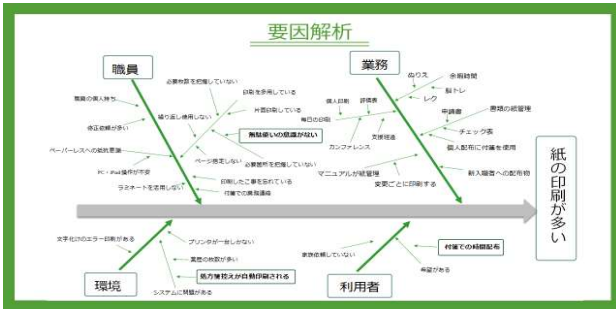 要因解析
職員
業務
必要枚数を把握していない
印刷を多用している
片面印刷している
職員の個人持ち
繰り返し使用しない
修正依頼が多い
無駄使いの意識がない
ペーパーレスへの抵抗意識
ページ指定しない
必要箇所を把握していない
PC・iPad操作が不安
印刷したこと事を忘れている
ラミネートを活用しない
付箋での異動連絡
ぬりえ
余暇時間
脳トレ
レク
個人印刷
評価表
毎日の印刷
カンファレンス
支援経過
申請書
書類の紙管理
チェック表
個人配布に付箋を使用
マニュアルが紙管理
変更ごとに印刷する
新入職者への配布物
紙の印刷が多い
文字化けのエラー印刷がある
プリンタが一台しかない
薬歴の枚数が多い
処方箋控えが自動印刷される
システムに問題がある
環境
家族依頼していない
付箋での時間配布
希望がある
利用者